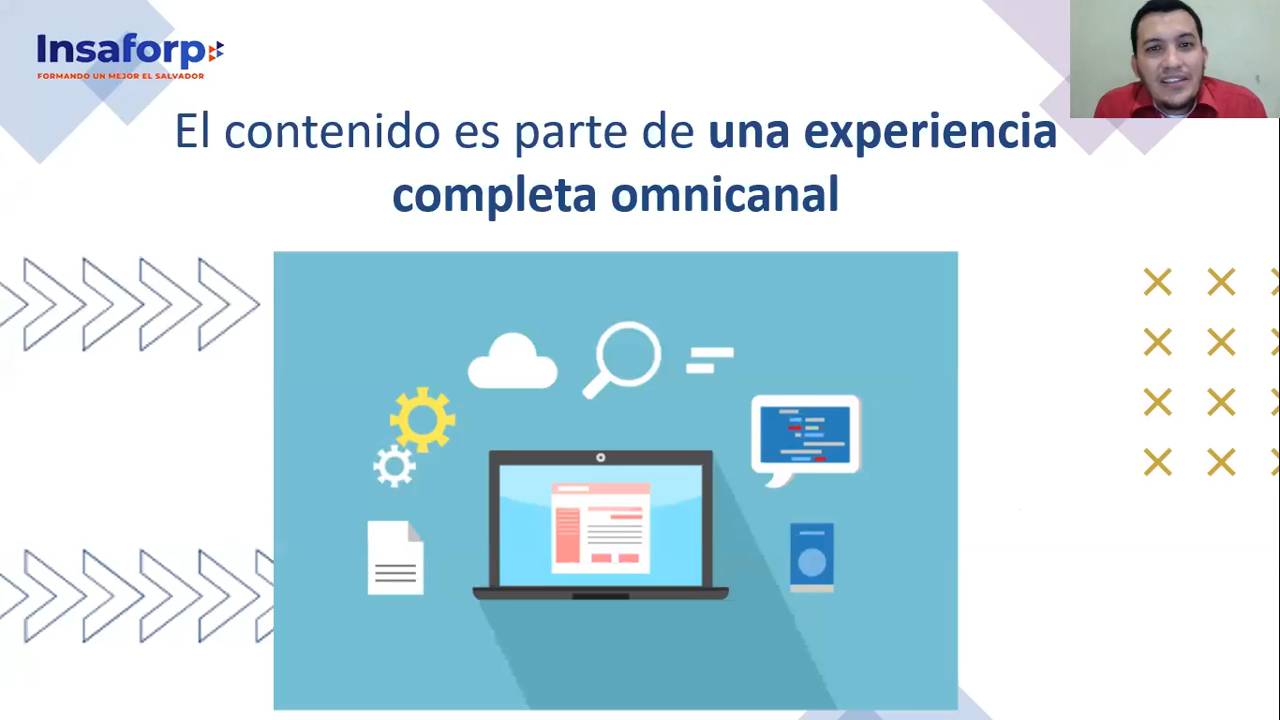 Insaforp
FORMANDO UN MEJOR EL SALVADOR
El contenido es parte de una experiencia
completa omnicanal